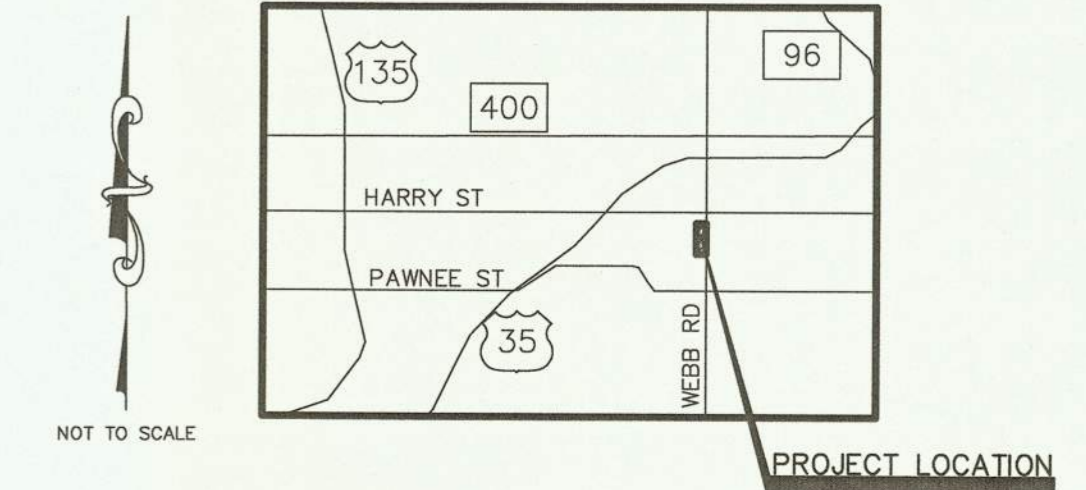 135
400
96
HARRY ST
PAWNEE ST
35
WEBB RD
NOT TO SCALE
PROJECT LOCATION